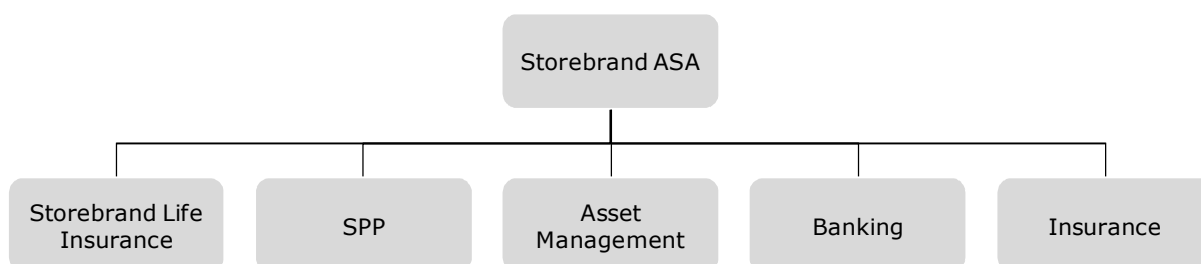 Storebrand ASA
Storebrand Life
Insurance
SPP
Asset
Management
Banking
Insurance